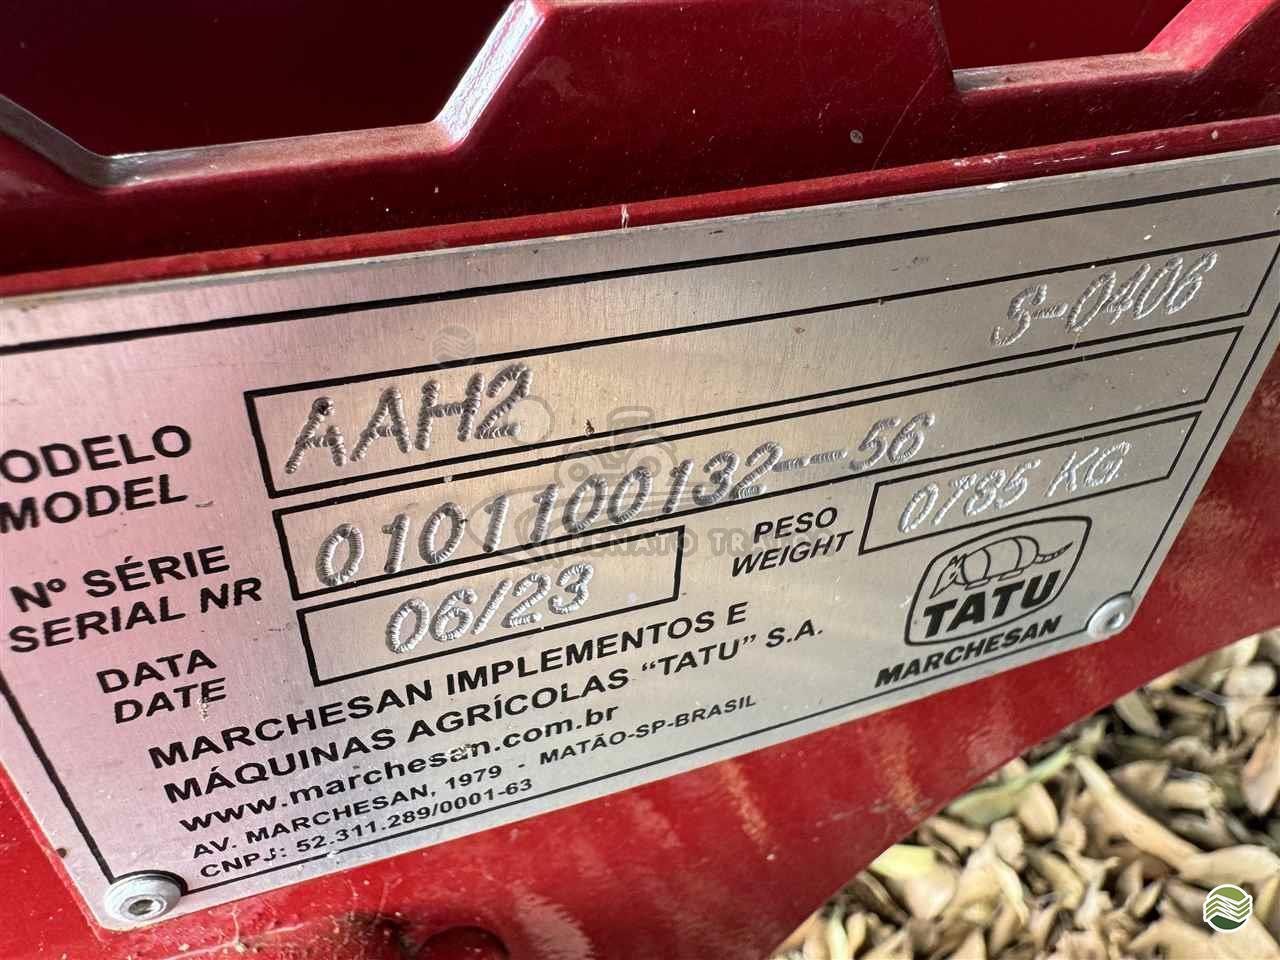 ODELO
MODEL
AAH2
S-0406
Nº SÉRIE
SERIAL NR
0101100132-56
DATA
DATE
06/23
PESO
WEIGHT
0785 KG
MARCHESAN IMPLEMENTOS E
MÁQUINAS AGRÍCOLAS "TATU" S.A.
www.marchesan.com.br
AV. MARCHESAN, 1979 - MATÃO-SP-BRASIL
CNPJ: 52.311.289/0001-63
TATU
MARCHESAN